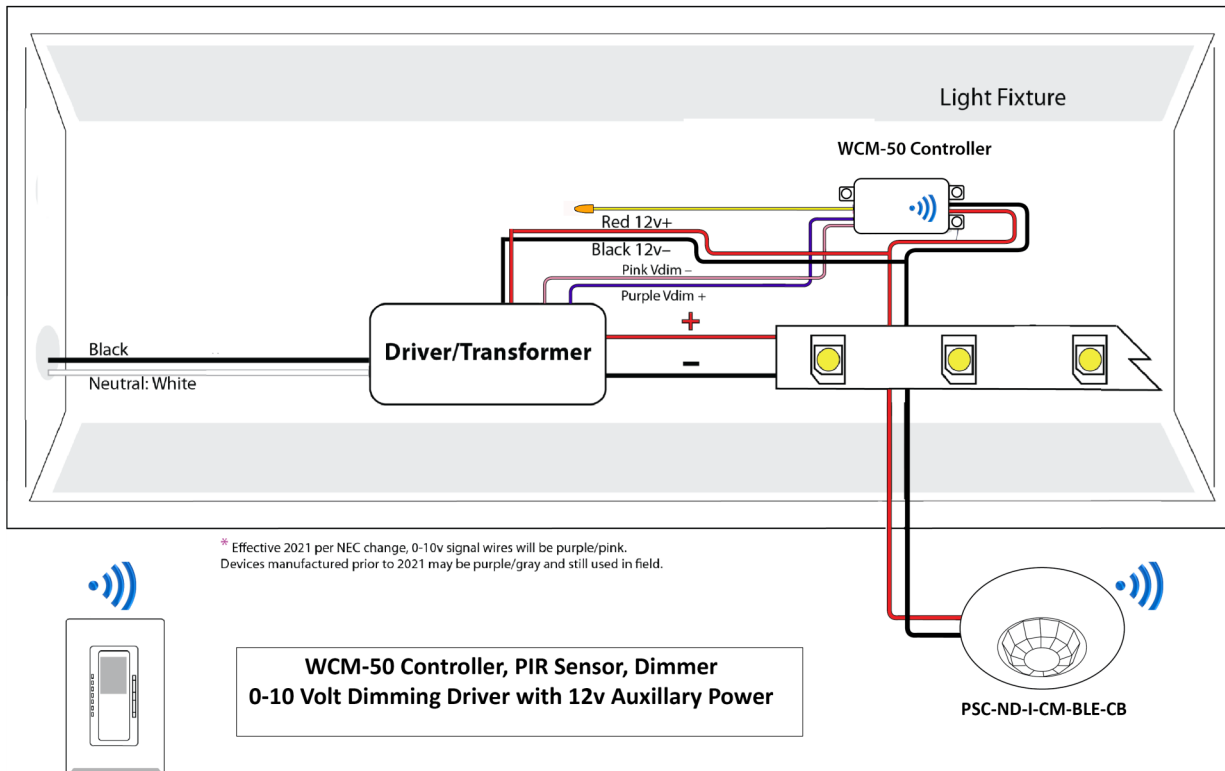 Light Fixture
WCM-50 Controller
Red 12v+
Black 12v–
Pink Vdim –
Purple Vdim +
+
–
Black
Driver/Transformer
Neutral: White
* Effective 2021 per NEC change, 0-10v signal wires will be purple/pink.
Devices manufactured prior to 2021 may be purple/gray and still used in field.
WCM-50 Controller, PIR Sensor, Dimmer
0-10 Volt Dimming Driver with 12v Auxillary Power
PSC-ND-I-CM-BLE-CB